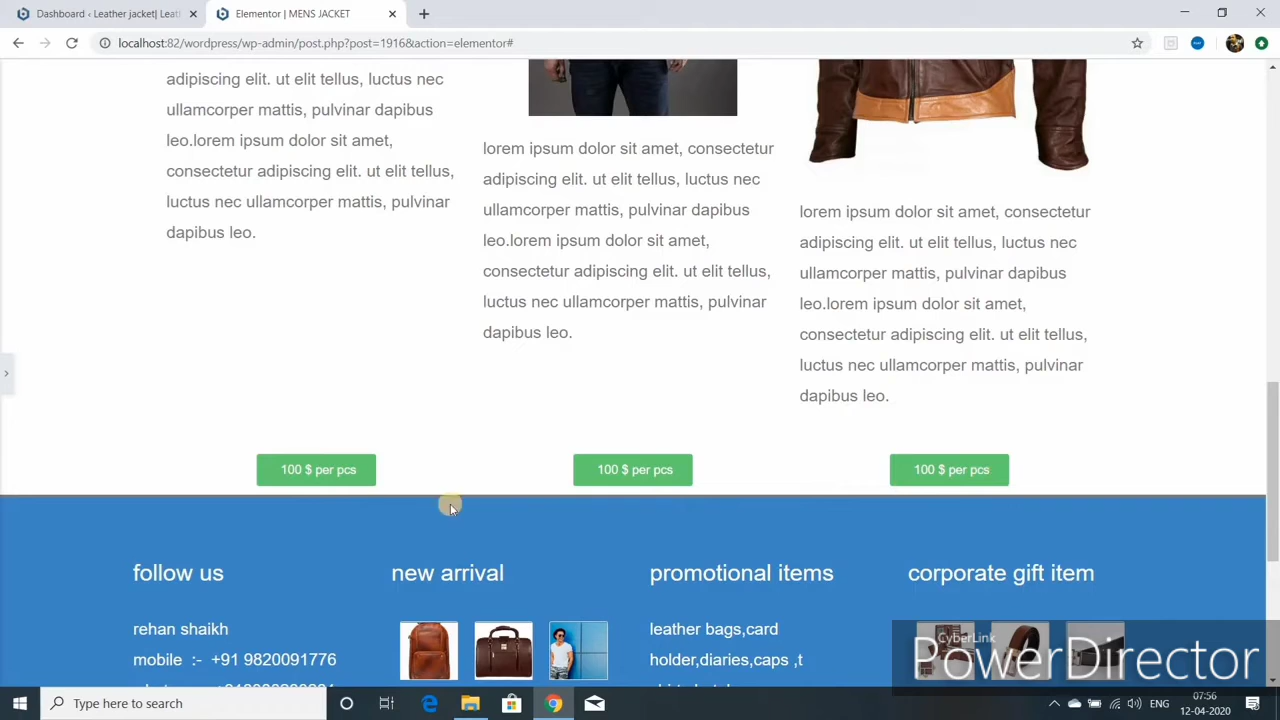 Dashboard ‹ Leather jacket| Leat
Elementor | MENS JACKET
localhost:82/wordpress/wp-admin/post.php?post=1916&action=elementor#
adipiscing elit. ut elit tellus, luctus nec
ullamcorper mattis, pulvinar dapibus
leo.lorem ipsum dolor sit amet,
consectetur adipiscing elit. ut elit tellus,
luctus nec ullamcorper mattis, pulvinar
dapibus leo.
lorem ipsum dolor sit amet, consectetur
adipiscing elit. ut elit tellus, luctus nec
ullamcorper mattis, pulvinar dapibus
leo.lorem ipsum dolor sit amet,
consectetur adipiscing elit. ut elit tellus,
luctus nec ullamcorper mattis, pulvinar
dapibus leo.
lorem ipsum dolor sit amet, consectetur
adipiscing elit. ut elit tellus, luctus nec
ullamcorper mattis, pulvinar dapibus
leo.lorem ipsum dolor sit amet,
consectetur adipiscing elit. ut elit tellus,
luctus nec ullamcorper mattis, pulvinar
dapibus leo.
100 $ per pcs
100 $ per pcs
100 $ per pcs
follow us
rehan shaikh
mobile :- +91 9820091776
new arrival
promotional items
leather bags,card
holder,diaries,caps ,t
corporate gift item
CyberLink
PowerDirector
Type here to search
ENG
07:56
12-04-2020